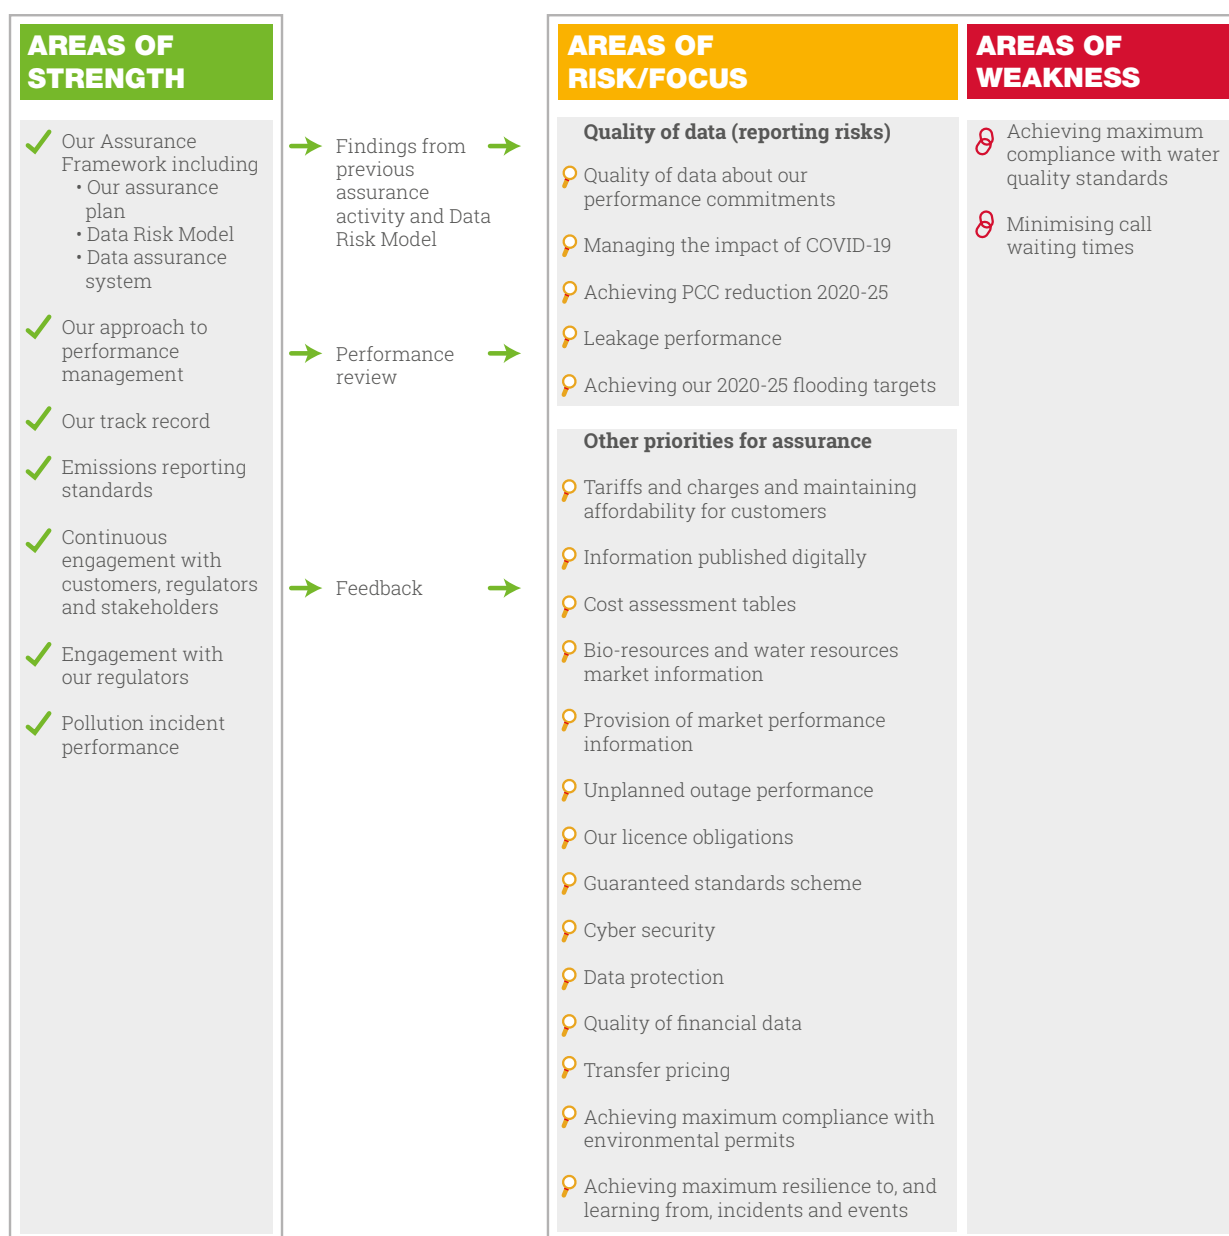 AREAS OF
STRENGTH
Our Assurance
Framework including
• Our assurance
plan
• Data Risk Model
• Data assurance
system
Our approach to
performance
management
Our track record
Emissions reporting
standards
Continuous
engagement with
customers, regulators
and stakeholders
Engagement with
our regulators
Pollution incident
performance
Findings from
previous
assurance
activity and Data
Risk Model
Performance
review
Feedback
AREAS OF
RISK/FOCUS
Quality of data (reporting risks)
Quality of data about our
performance commitments
Managing the impact of COVID-19
Achieving PCC reduction 2020-25
Leakage performance
Achieving our 2020-25 flooding targets
Other priorities for assurance
Tariffs and charges and maintaining
affordability for customers
Information published digitally
Cost assessment tables
Bio-resources and water resources
market information
Provision of market performance
information
Unplanned outage performance
Our licence obligations
Guaranteed standards scheme
Cyber security
Data protection
Quality of financial data
Transfer pricing
Achieving maximum compliance with
environmental permits
Achieving maximum resilience to, and
learning from, incidents and events
AREAS OF
WEAKNESS
Achieving maximum
compliance with water
quality standards
Minimising call
waiting times